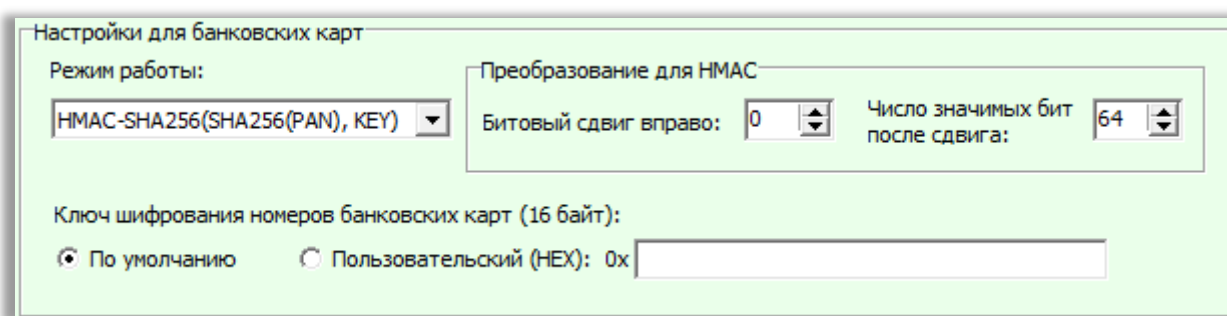 Настройки для банковских карт
Режим работы:
HMAC-SHA256(SHA256(PAN), KEY)
Преобразование для HMAC
Битовый сдвиг вправо: 0
Число значимых бит
после сдвига: 64
Ключ шифрования номеров банковских карт (16 байт):
По умолчанию Пользовательский (HEX): 0x